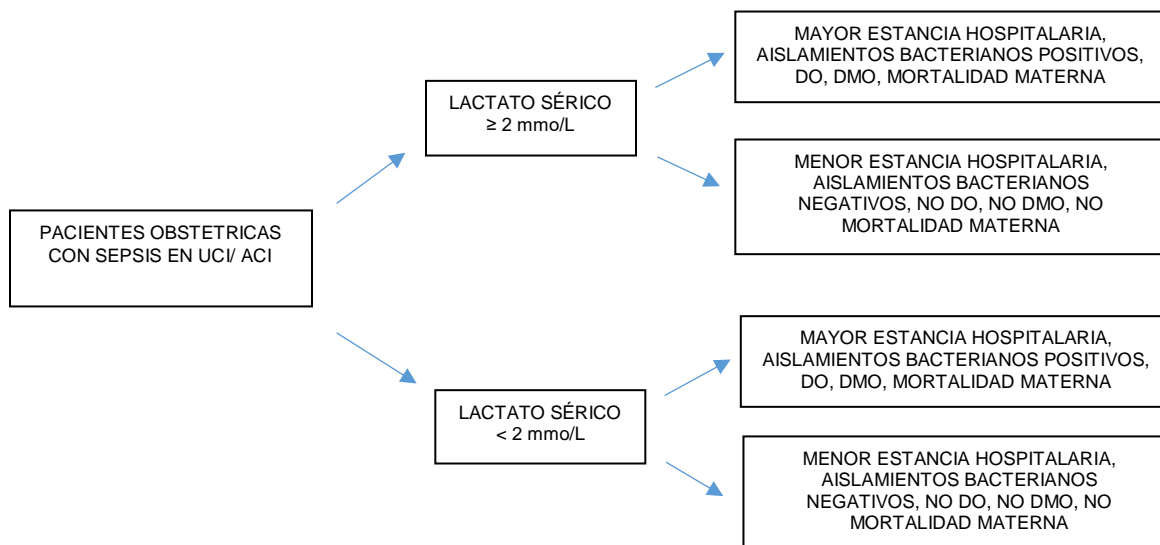 PACIENTES OBSTETRICAS
CON SEPSIS EN UCI/ ACI
LACTATO SÉRICO
≥ 2 mmo/L
MAYOR ESTANCIA HOSPITALARIA,
AISLAMIENTOS BACTERIANOS POSITIVOS,
DO, DMO, MORTALIDAD MATERNA
MENOR ESTANCIA HOSPITALARIA,
AISLAMIENTOS BACTERIANOS
NEGATIVOS, NO DO, NO DMO, NO
MORTALIDAD MATERNA
LACTATO SÉRICO
< 2 mmo/L
MAYOR ESTANCIA HOSPITALARIA,
AISLAMIENTOS BACTERIANOS POSITIVOS,
DO, DMO, MORTALIDAD MATERNA
MENOR ESTANCIA HOSPITALARIA,
AISLAMIENTOS BACTERIANOS
NEGATIVOS, NO DO, NO DMO, NO
MORTALIDAD MATERNA